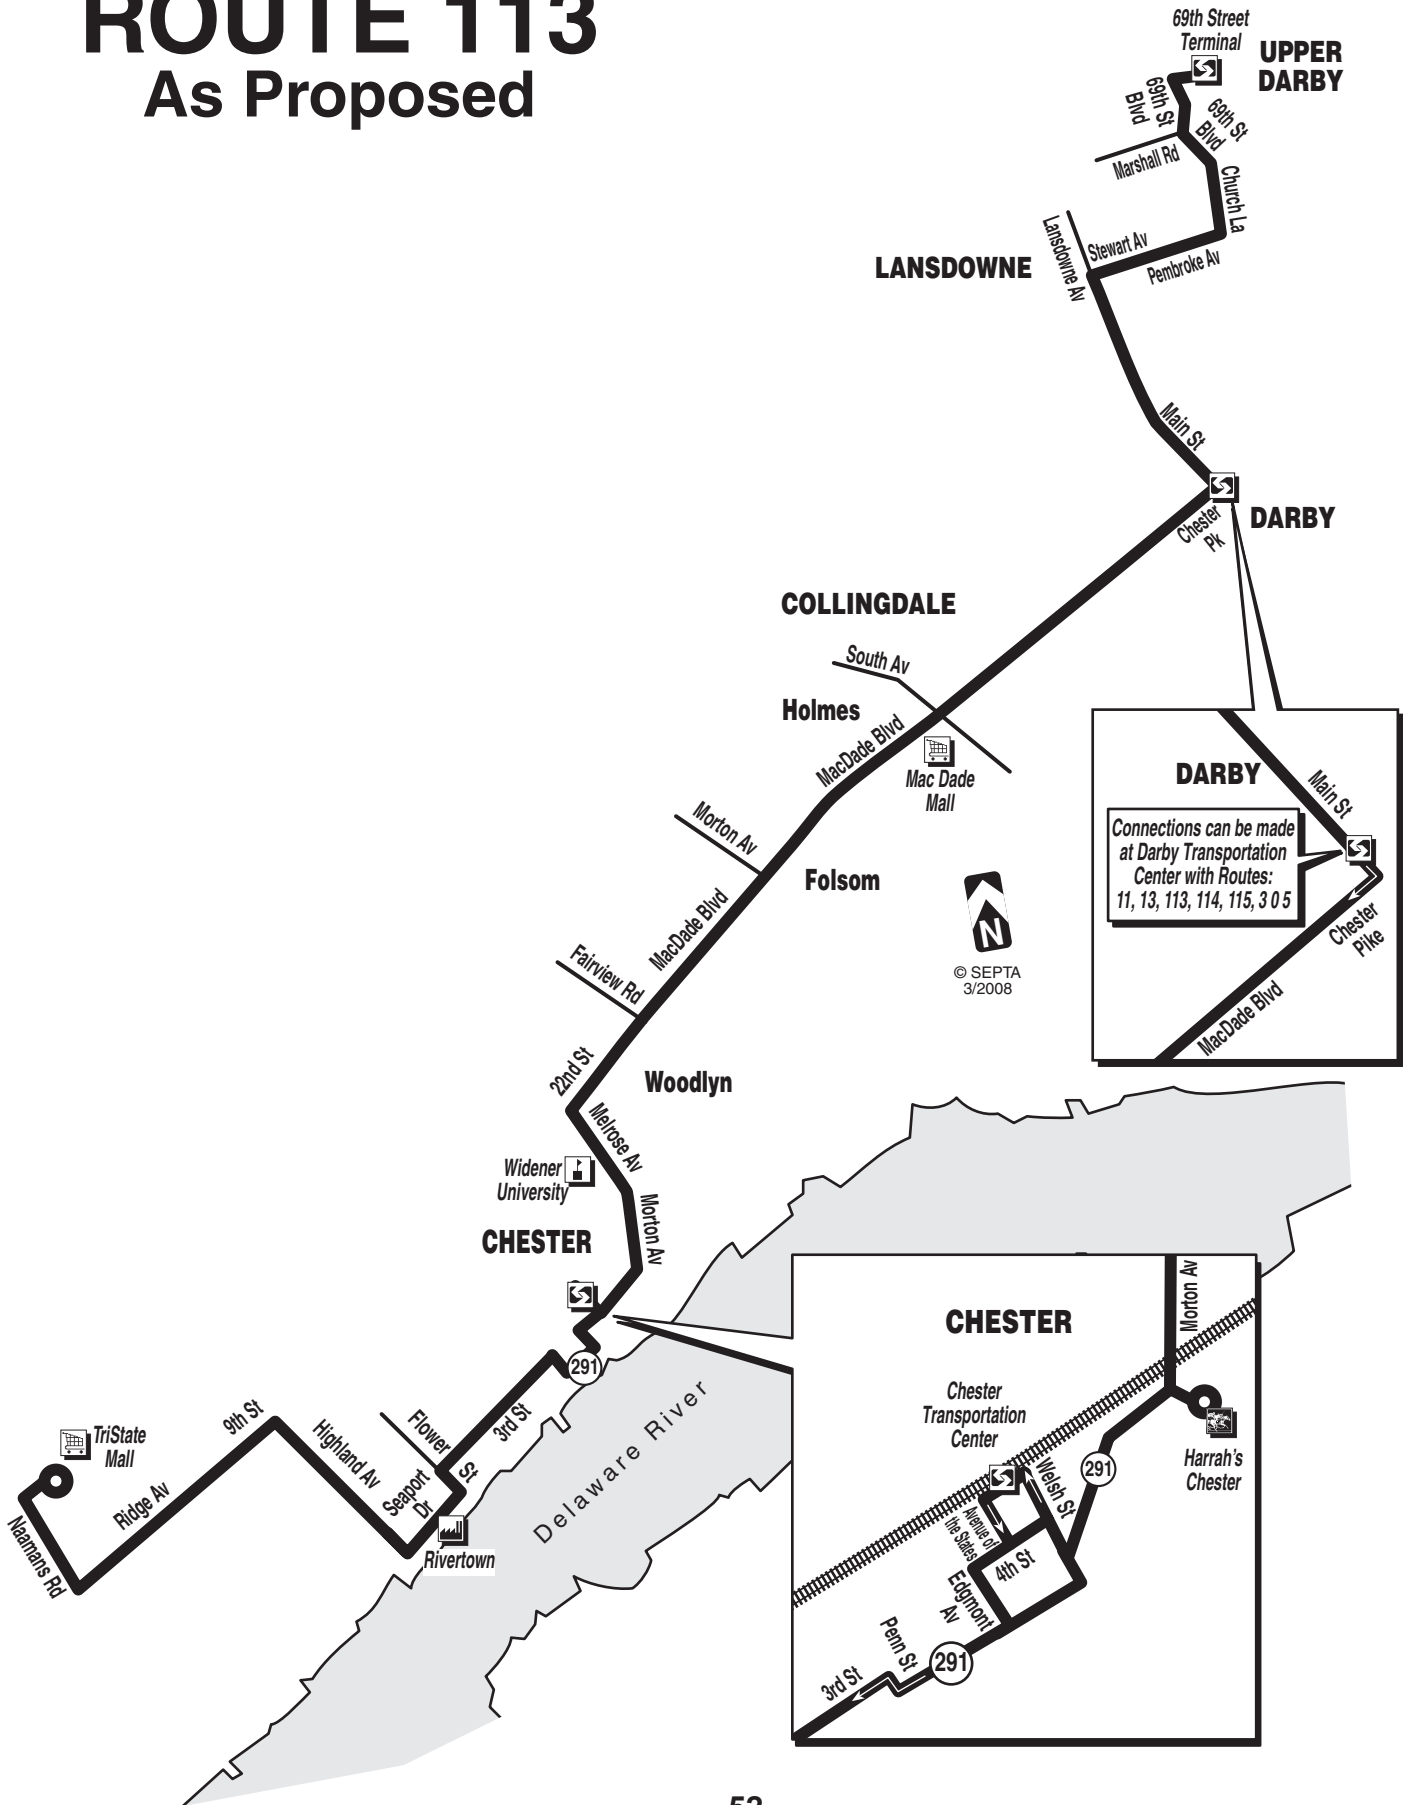 ROUTE 113
As Proposed
69th Street
Terminal
UPPER
DARBY
69th St
Blvd
69th St
Blvd
Marshall Rd
Church La
Lansdowne Av
Stewart Av
Pembroke Av
LANSDOWNE
Main St
DARBY
Chester
Pk
COLLINGDALE
South Av
Holmes
MacDade Blvd
Mac Dade
Mall
Morton Av
Folsom
MacDade Blvd
Fairview Rd
N
© SEPTA
3/2008
DARBY
Main St
Connections can be made
at Darby Transportation
Center with Routes:
11, 13, 113, 114, 115, 3 0 5
Chester
Pike
MacDade Blvd
22nd St
Woodlyn
Melrose Av
Widener
University
Morton Av
CHESTER
291
3rd St
Flower
St
Seaport
Dr
Rivertown
Highland Av
9th St
TriState
Mall
Ridge Av
Naamans Rd
Delaware River
CHESTER
Morton Av
Chester
Transportation
Center
Harrah's
Chester
291
Welsh St
Avenue of
the States
4th St
Edgmont
Av
Penn St
291
3rd St
52